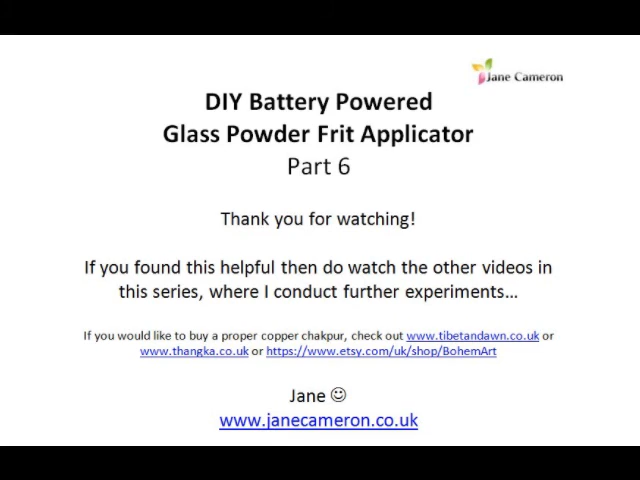 Jane Cameron
DIY Battery Powered
Glass Powder Frit Applicator
Part 6
Thank you for watching!
If you found this helpful then do watch the other videos in
this series, where I conduct further experiments...
If you would like to buy a proper copper chakpur, check out www.tibetandawn.co.uk or
www.thangka.co.uk or https://www.etsy.com/uk/shop/BohemArt
Jane ☺
www.janecameron.co.uk